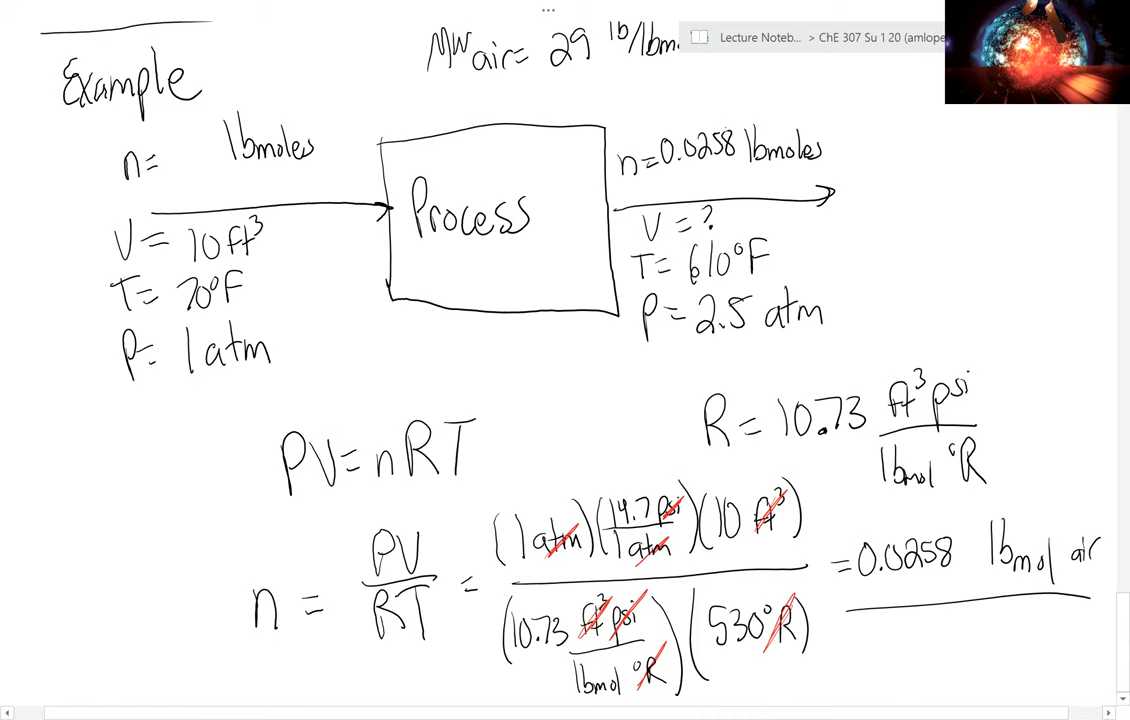 MWair = 29 lb/lbm
Lecture Noteb... > ChE 307 Su 1 20 (amlope
Example
n = lbmoles
V = 10 ft³
T = 70°F
P = 1 atm
Process
n = 0.0258 lbmoles
V = ?
T = 610°F
P = 2.5 atm
R = 10.73 ft³ psi / lbmol °R
PV = nRT
n = PV / RT = (1 atm)(14.7 psi / 1 atm)(10 ft³) / (10.73 ft³ psi / lbmol °R)(530°R) = 0.0258 lbmol air